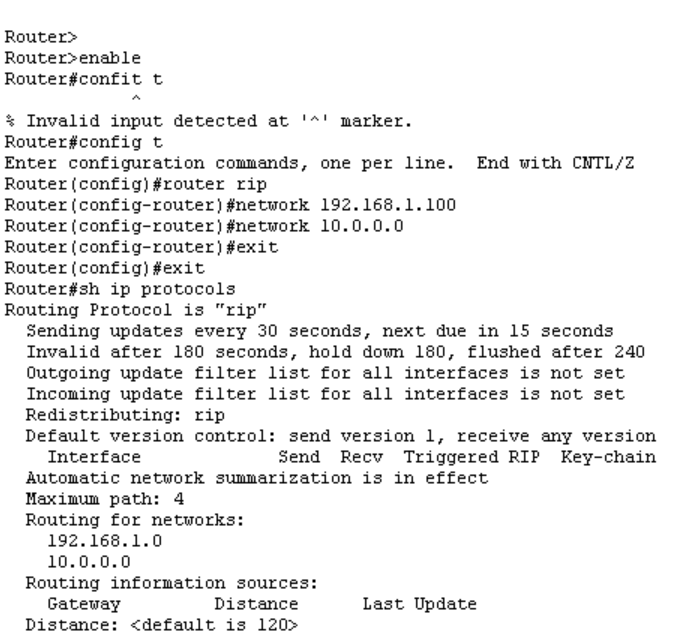 Router>
Router>enable
Router#confit t
^
% Invalid input detected at '^' marker.
Router#config t
Enter configuration commands, one per line.  End with CNTL/Z
Router(config)#router rip
Router(config-router)#network 192.168.1.100
Router(config-router)#network 10.0.0.0
Router(config-router)#exit
Router(config)#exit
Router#sh ip protocols
Routing Protocol is "rip"
  Sending updates every 30 seconds, next due in 15 seconds
  Invalid after 180 seconds, hold down 180, flushed after 240
  Outgoing update filter list for all interfaces is not set
  Incoming update filter list for all interfaces is not set
  Redistributing: rip
  Default version control: send version 1, receive any version
    Interface             Send  Recv  Triggered RIP  Key-chain
  Automatic network summarization is in effect
  Maximum path: 4
  Routing for networks:
    192.168.1.0
    10.0.0.0
  Routing information sources:
    Gateway         Distance      Last Update
  Distance: <default is 120>